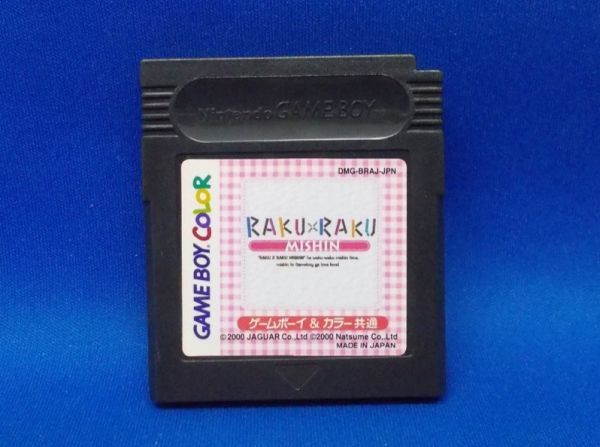 Nintendo GAME BOY
DMG-BRAJ-JPN
GAME BOY COLOR
RAKU×RAKU
MISHIN
ゲームボーイ & カラー共通
©2000 JAGUAR Co.,Ltd ©2000 Natsume Co.,Ltd
MADE IN JAPAN